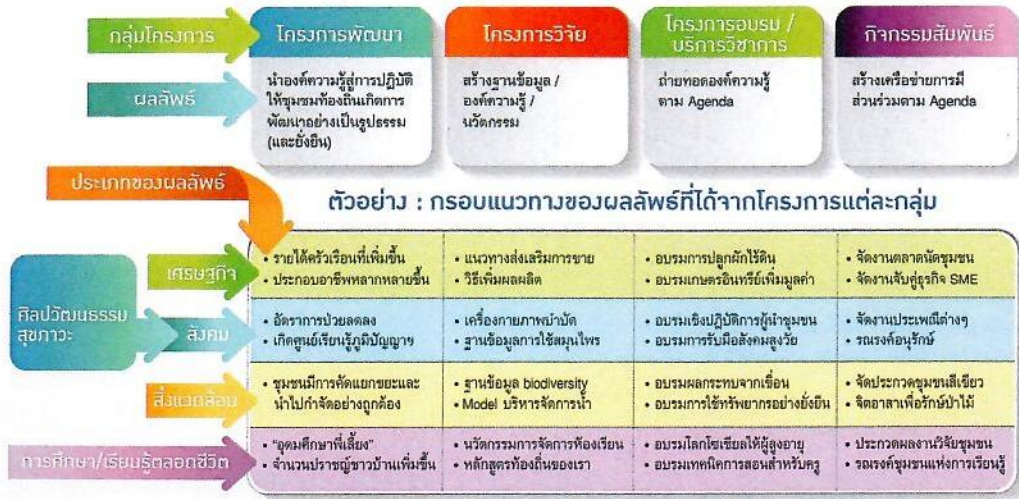 กลุ่มโครงการ
โครงการพัฒนา
โครงการวิจัย
โครงการอบรม /
บริการวิชาการ
กิจกรรมสัมพันธ์
ผลลัพธ์
นำองค์ความรู้สู่การปฏิบัติ
ให้ชุมชนท้องถิ่นเกิดการ
พัฒนาอย่างเป็นรูปธรรม
(และยั่งยืน)
สร้างฐานข้อมูล /
องค์ความรู้ /
นวัตกรรม
ถ่ายทอดองค์ความรู้
ตาม Agenda
สร้างเครือข่ายการมี
ส่วนร่วมตาม Agenda
ประเภทของผลลัพธ์
ตัวอย่าง : กรอบแนวทางของผลลัพธ์ที่ได้จากโครงการแต่ละกลุ่ม
ศิลปวัฒนธรรม
สุขภาวะ
เศรษฐกิจ
• รายได้ครัวเรือนที่เพิ่มขึ้น
• ประกอบอาชีพหลากหลายขึ้น
• แนวทางส่งเสริมการขาย
• วิธีเพิ่มผลผลิต
• อบรมการปลูกผักไร้ดิน
• อบรมเกษตรอินทรีย์เพิ่มมูลค่า
• จัดงานตลาดนัดชุมชน
• จัดงานจับคู่ธุรกิจ SME
สังคม
• อัตราการป่วยลดลง
• เกิดศูนย์เรียนรู้ภูมิปัญญาฯ
• เครื่องกายภาพบำบัด
• ฐานข้อมูลการใช้สมุนไพร
• อบรมเชิงปฏิบัติการผู้นำชุมชน
• อบรมการรับมือสังคมสูงวัย
• จัดงานประเพณีต่างๆ
• รณรงค์อนุรักษ์
สิ่งแวดล้อม
• ชุมชนมีการคัดแยกขยะและ
นำไปกำจัดอย่างถูกต้อง
• ฐานข้อมูล biodiversity
• Model บริหารจัดการน้ำ
• อบรมผลกระทบจากเขื่อน
• อบรมการใช้ทรัพยากรอย่างยั่งยืน
• จัดประกวดชุมชนสีเขียว
• จิตอาสาเพื่อรักษ์ป่าไม้
การศึกษา/เรียนรู้ตลอดชีวิต
• "อุดมศึกษาพี่เลี้ยง"
• จำนวนปราชญ์ชาวบ้านเพิ่มขึ้น
• นวัตกรรมการจัดการห้องเรียน
• หลักสูตรท้องถิ่นของเรา
• อบรมโลกโซเชียลให้ผู้สูงอายุ
• อบรมเทคนิคการสอนสำหรับครู
• ประกวดผลงานวิจัยชุมชน
• รณรงค์ชุมชนแห่งการเรียนรู้